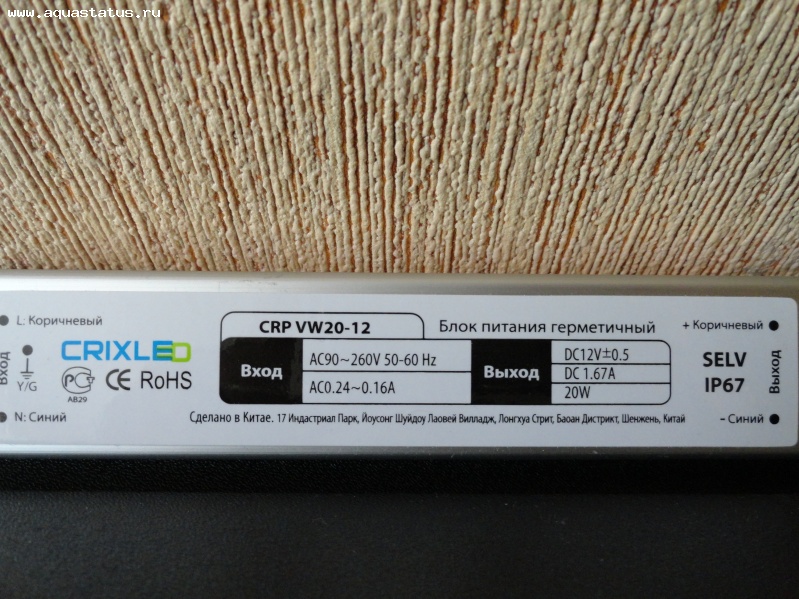 www.aquastatus.ru
L: Коричневый
CRP VW20-12
Блок питания герметичный
+ Коричневый
Вход
Y/G
CRIXLED
РСТ
АВ29
CE RoHS
Вход
AC90~260V 50-60 Hz
AC0.24~0.16A
Выход
DC12V±0.5
DC 1.67A
20W
SELV
IP67
Выход
N: Синий
Сделано в Китае. 17 Индастриал Парк, Йоусонг Шуйдоу Лаовей Вилладж, Лонгхуа Стрит, Баоан Дистрикт, Шенжень, Китай
– Синий